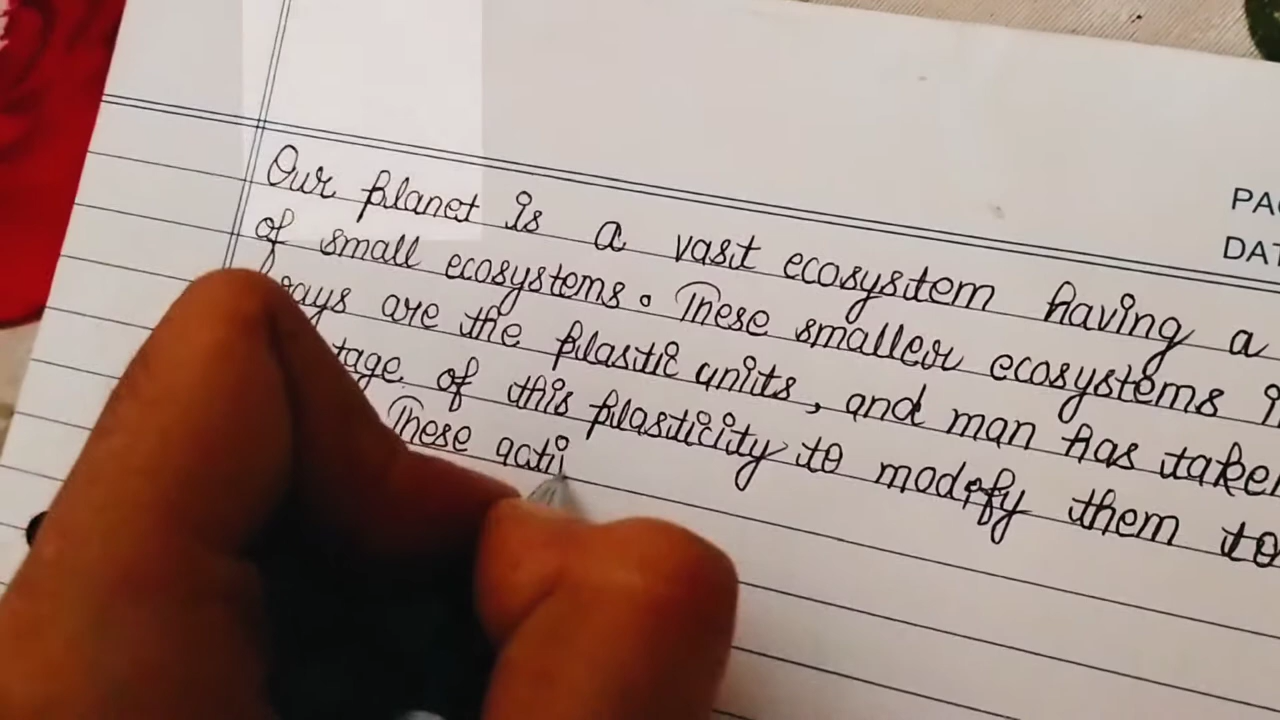 PA
DAT
Our planet is a vast ecosystem having a
of small ecosystems. These smaller ecosystems
are the plastic units, and man has taken
of this plasticity to modify them to
These acti